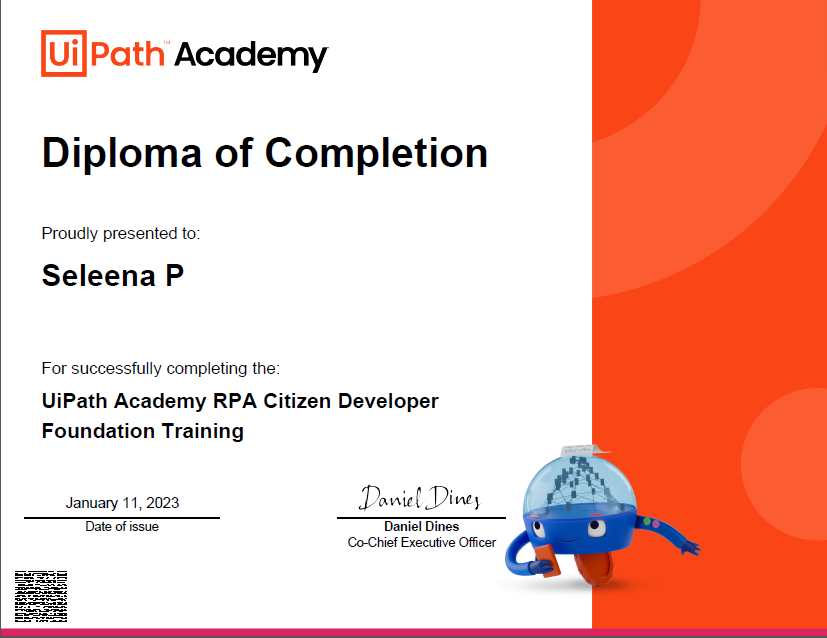 UiPath™ Academy
Diploma of Completion
Proudly presented to:
Seleena P
For successfully completing the:
UiPath Academy RPA Citizen Developer
Foundation Training
January 11, 2023
Date of issue
Daniel Dines
Daniel Dines
Co-Chief Executive Officer